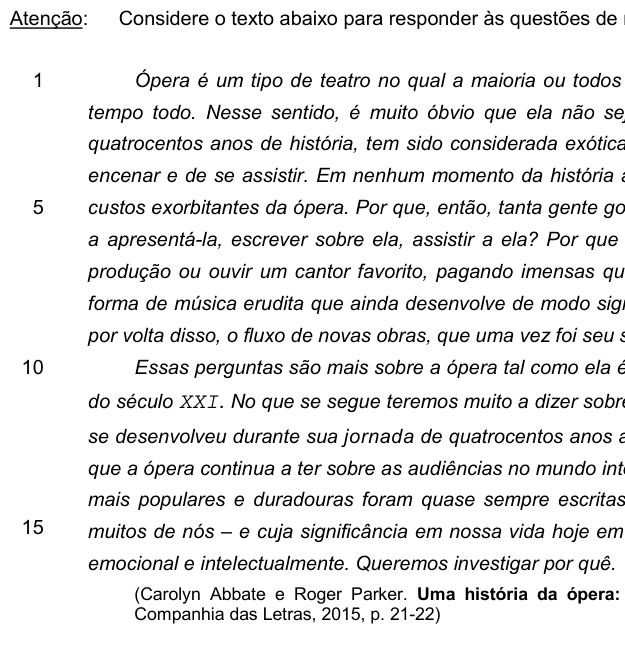 Atenção: Considere o texto abaixo para responder às questões de
1 Ópera é um tipo de teatro no qual a maioria ou todos
tempo todo. Nesse sentido, é muito óbvio que ela não
quatrocentos anos de história, tem sido considerada exótica
encenar e de se assistir. Em nenhum momento da história
5 custos exorbitantes da ópera. Por que, então, tanta gente
a apresentá-la, escrever sobre ela, assistir a ela? Por que
produção ou ouvir um cantor favorito, pagando imensas
forma de música erudita que ainda desenvolve de modo
por volta disso, o fluxo de novas obras, que uma vez foi seu
10 Essas perguntas são mais sobre a ópera tal como ela é
do século XXI. No que se segue teremos muito a dizer sobre
se desenvolveu durante sua jornada de quatrocentos anos
que a ópera continua a ter sobre as audiências no mundo
mais populares e duradouras foram quase sempre escritas
15 muitos de nós – e cuja significância em nossa vida hoje em
emocional e intelectualmente. Queremos investigar por quê.
(Carolyn Abbate e Roger Parker. Uma história da ópera:
Companhia das Letras, 2015, p. 21-22)